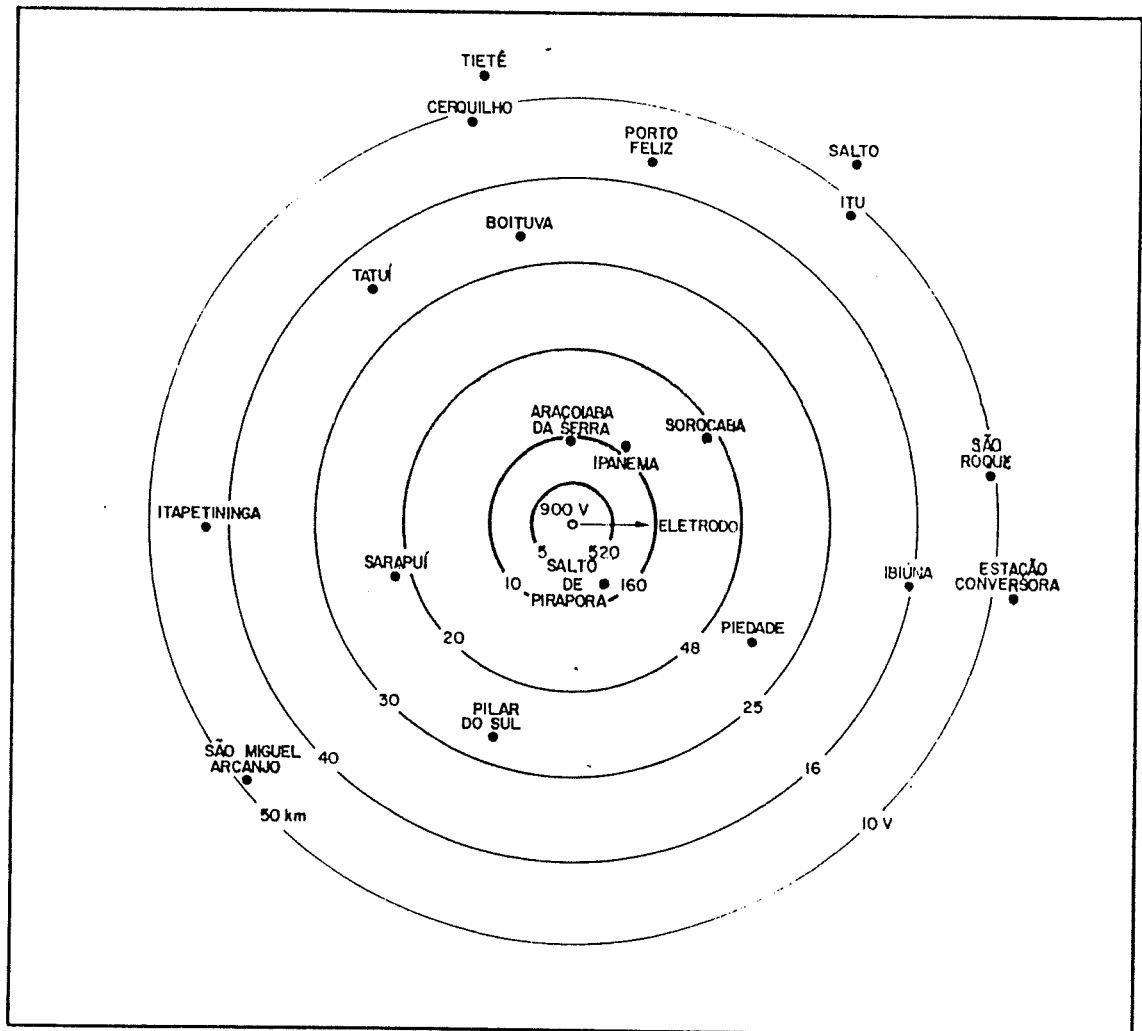 TIETÊ
CERQUILHO
PORTO
FELIZ
SALTO
ITU
BOITUVA
TATUÍ
ARAÇOIABA
DA SERRA
SOROCABA
IPANEMA
SÃO
ROQUE
900 V
ELETRODO
ITAPETININGA
5
520
SALTO
DE
PIRAPORA
10
160
SARAPUÍ
IBIÚNA
ESTAÇÃO
CONVERSORA
PIEDADE
20
48
30
25
PILAR
DO SUL
SÃO MIGUEL
ARCANJO
40
16
50 km
10 V